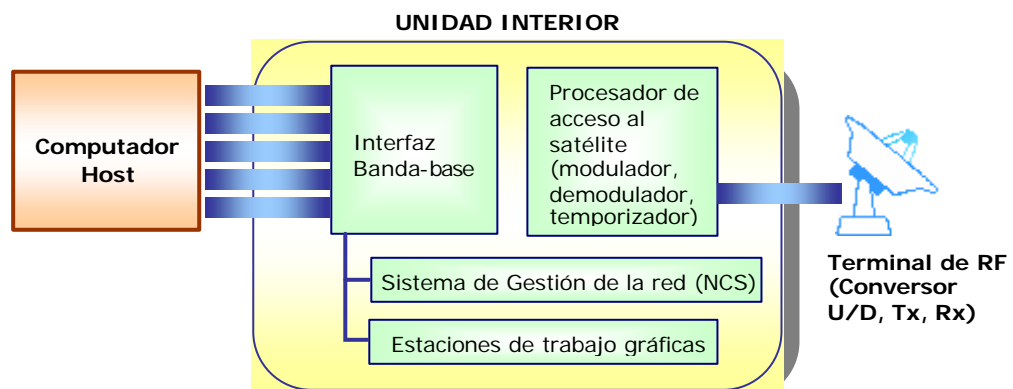 UNIDAD INTERIOR
Computador
Host
Interfaz
Banda-base
Procesador de
acceso al
satélite
(modulador,
demodulador,
temporizador)
Sistema de Gestión de la red (NCS)
Estaciones de trabajo gráficas
Terminal de RF
(Conversor
U/D, Tx, Rx)